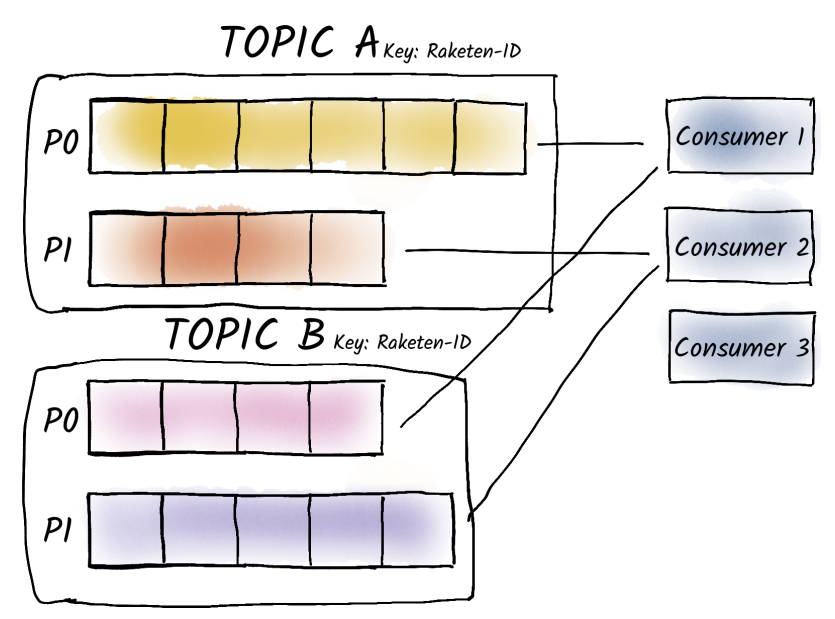 TOPIC A Key: Raketen-ID
P0
Consumer 1
P1
Consumer 2
TOPIC B Key: Raketen-ID
Consumer 3
P0
P1